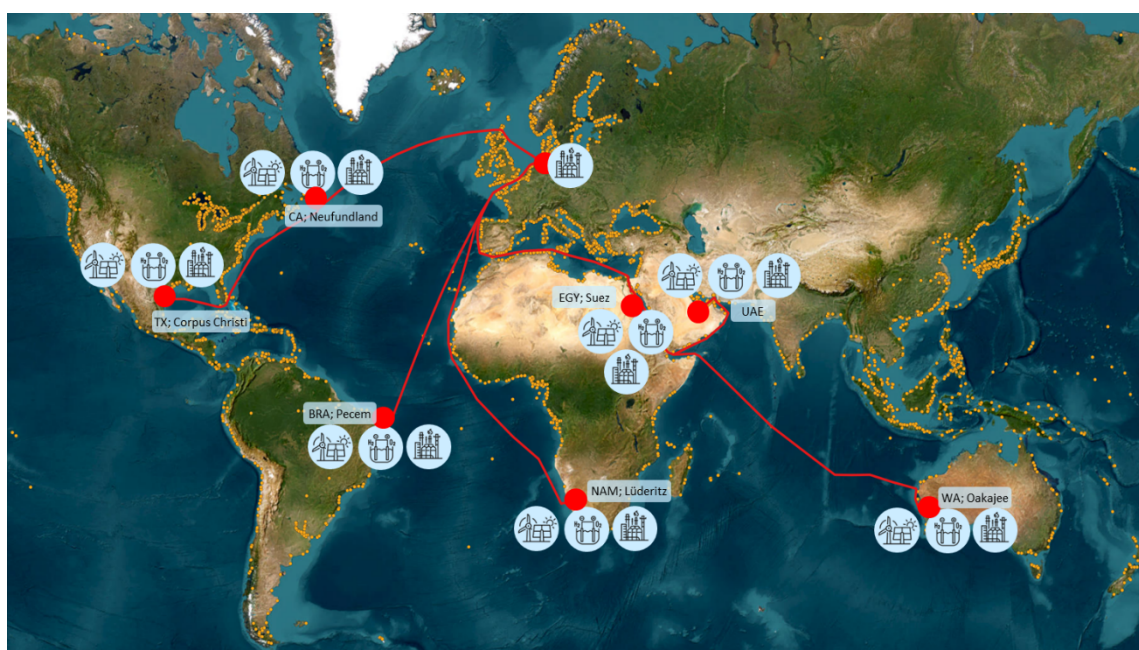 CA; Neufundland
TX; Corpus Christi
EGY; Suez
UAE
BRA; Pecem
NAM; Lüderitz
WA; Oakajee